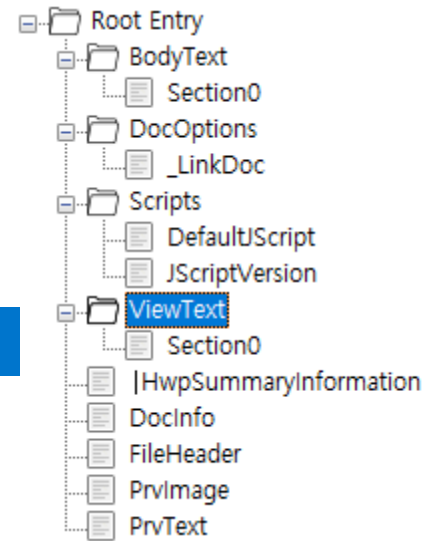 Root Entry
BodyText
Section0
DocOptions
_LinkDoc
Scripts
DefaultJScript
JScriptVersion
ViewText
Section0
|HwpSummaryInformation
DocInfo
FileHeader
PrvImage
PrvText